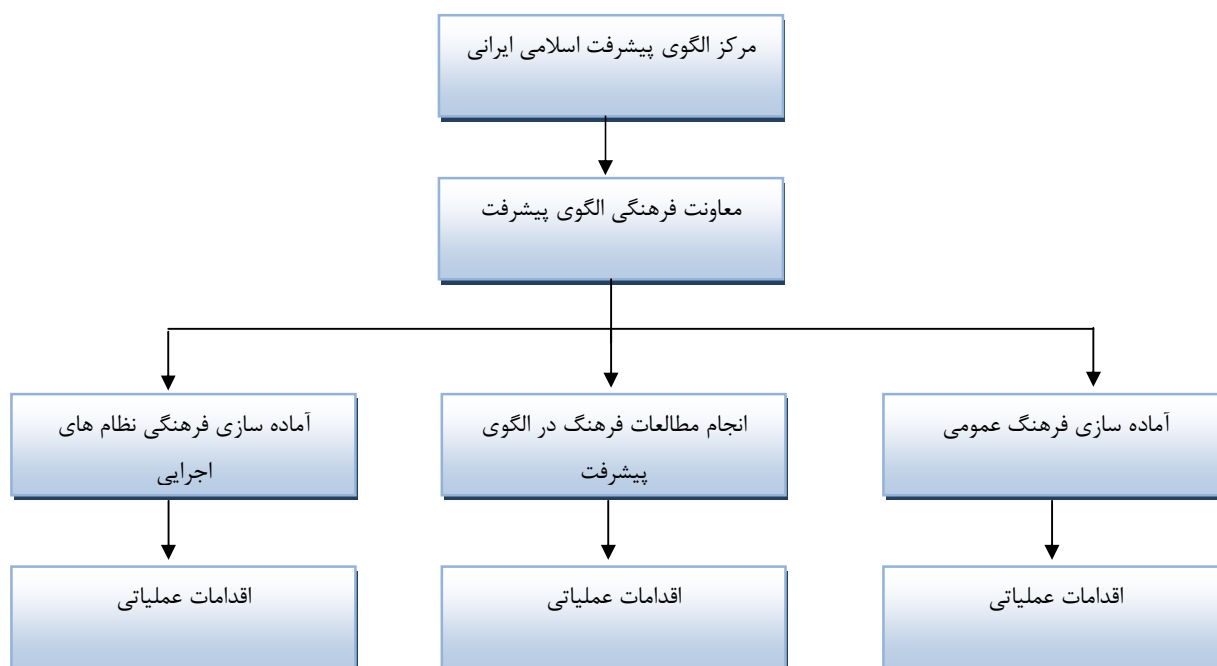 مرکز الگوی پیشرفت اسلامی ایرانی
معاونت فرهنگی الگوی پیشرفت
آماده سازی فرهنگ عمومی
انجام مطالعات فرهنگ در الگوی
پیشرفت
آماده سازی فرهنگی نظام های
اجرایی
اقدامات عملیاتی
اقدامات عملیاتی
اقدامات عملیاتی